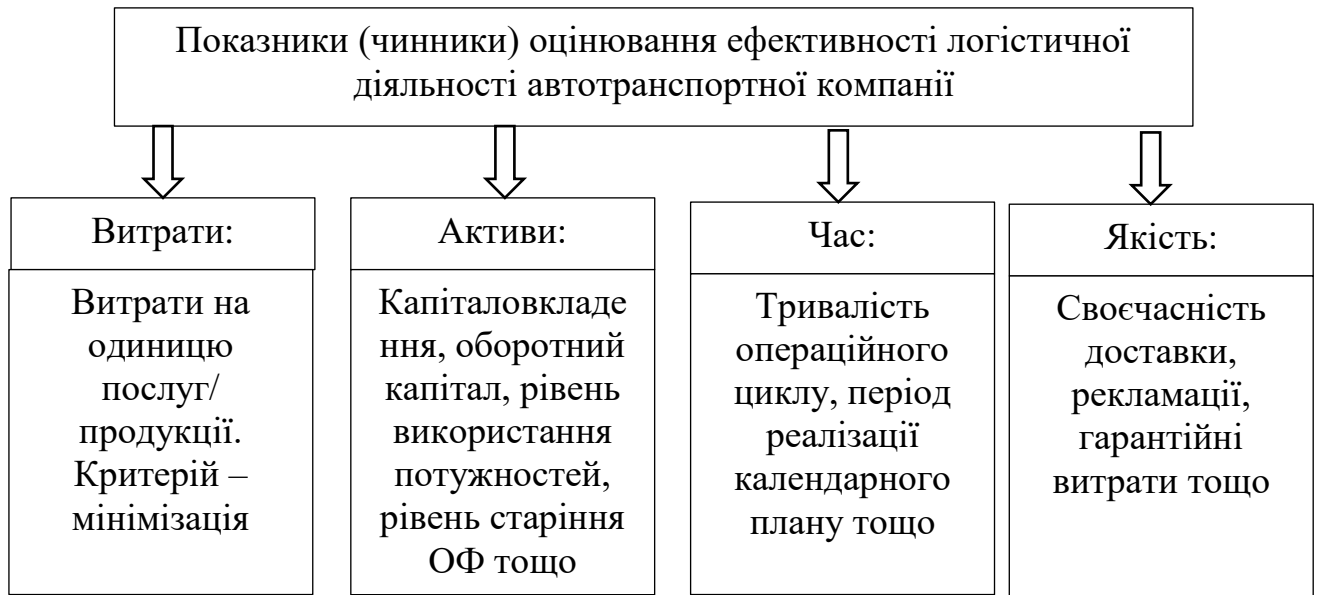 Показники (чинники) оцінювання ефективності логістичної
діяльності автотранспортної компанії
Витрати:
Витрати на
одиницю
послуг/
продукції.
Критерій –
мінімізація
Активи:
Капіталовкладе
ння, оборотний
капітал, рівень
використання
потужностей,
рівень старіння
ОФ тощо
Час:
Тривалість
операційного
циклу, період
реалізації
календарного
плану тощо
Якість:
Своєчасність
доставки,
рекламації,
гарантійні
витрати тощо